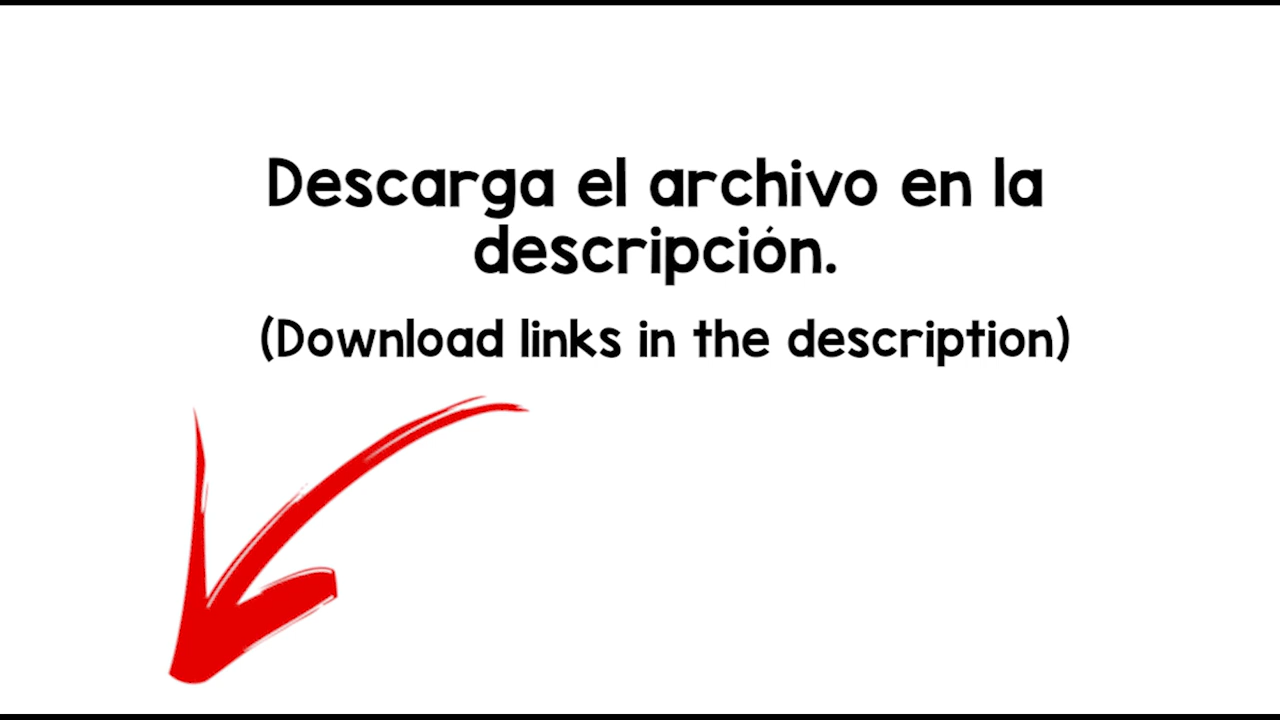 Descarga el archivo en la
descripción.
(Download links in the description)